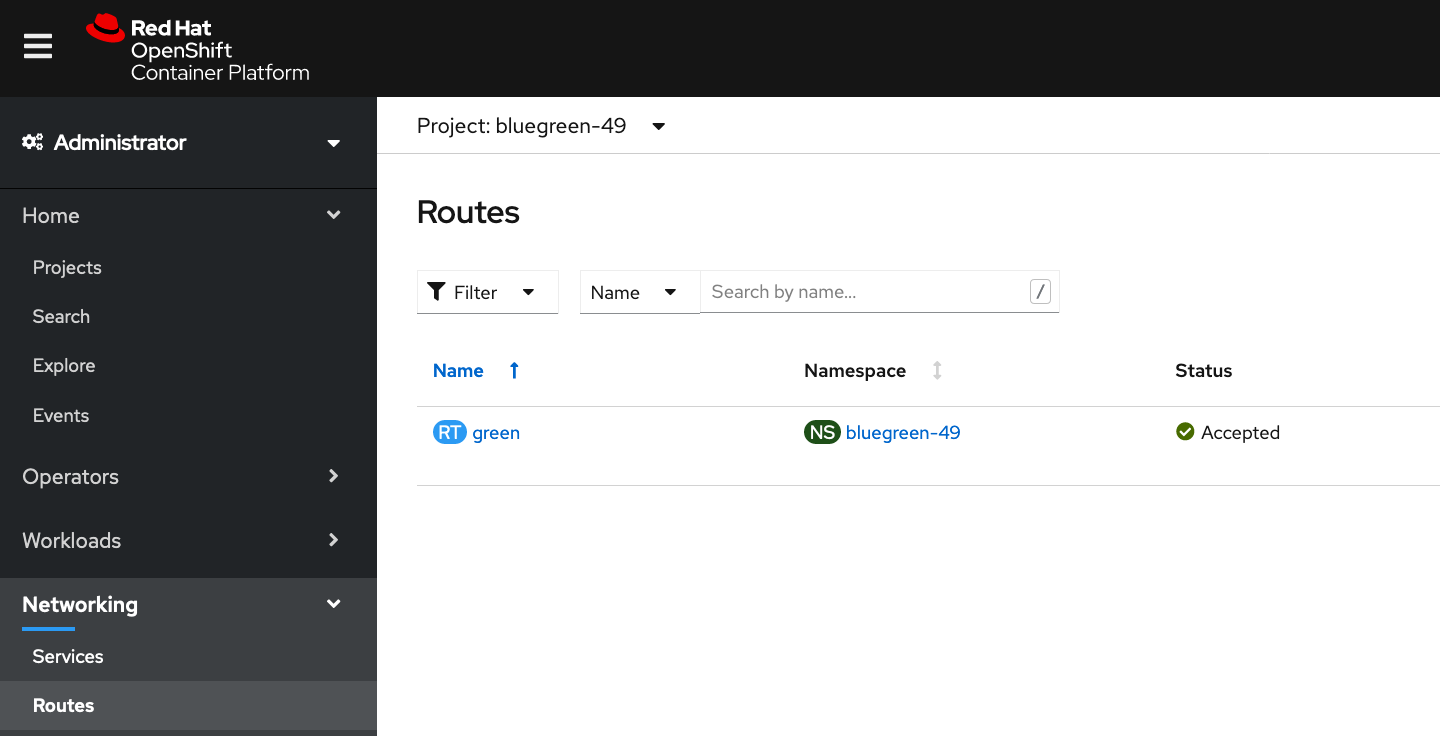 Red Hat
OpenShift
Container Platform
Administrator
Home
Projects
Search
Explore
Events
Operators
Workloads
Networking
Services
Routes
Project: bluegreen-49
Routes
Filter
Name
Search by name...
/
Name Namespace Status
RT green NS bluegreen-49 Accepted